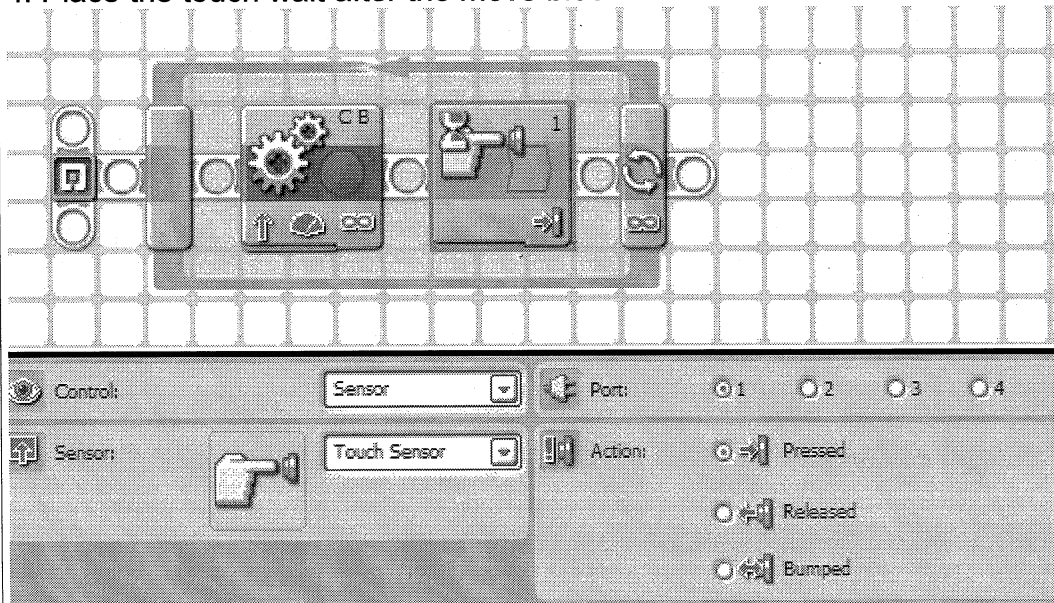 C B
1
Control:
Sensor
Port:
1
2
3
4
Sensor:
Touch Sensor
Action:
Pressed
Released
Bumped